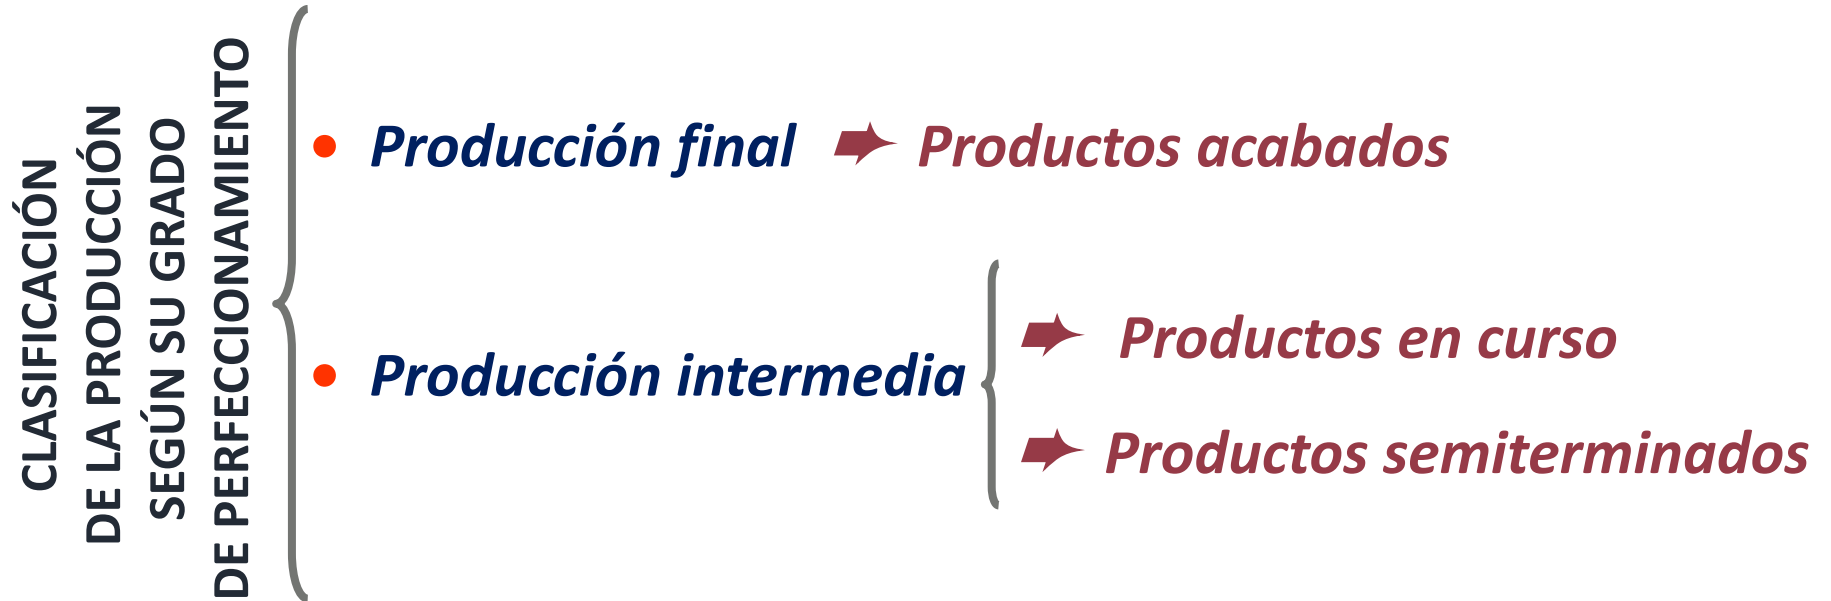 CLASIFICACIÓN
DE LA PRODUCCIÓN
SEGÚN SU GRADO
DE PERFECCIONAMIENTO
• Producción final
Productos acabados
• Producción intermedia
Productos en curso
Productos semiterminados